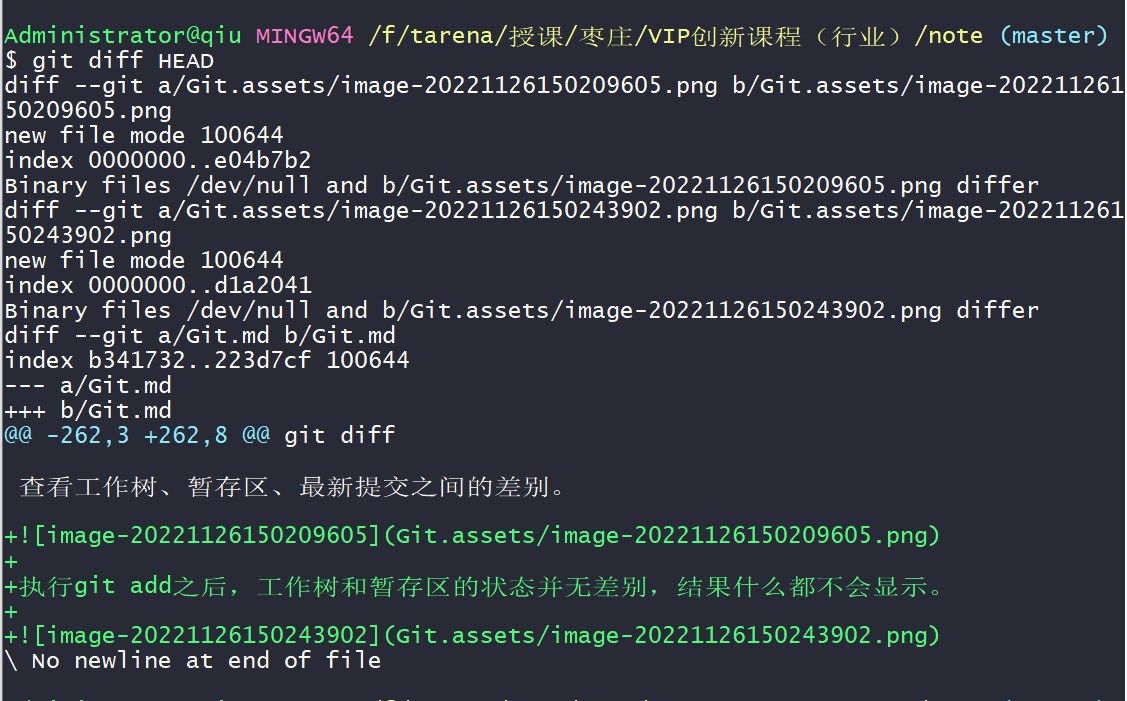 Administrator@qiu MINGW64 /f/tarena/授课/枣庄/VIP创新课程（行业）/note (master)
$ git diff HEAD
diff --git a/Git.assets/image-20221126150209605.png b/Git.assets/image-202211261
50209605.png
new file mode 100644
index 0000000..e04b7b2
Binary files /dev/null and b/Git.assets/image-20221126150209605.png differ
diff --git a/Git.assets/image-20221126150243902.png b/Git.assets/image-202211261
50243902.png
new file mode 100644
index 0000000..d1a2041
Binary files /dev/null and b/Git.assets/image-20221126150243902.png differ
diff --git a/Git.md b/Git.md
index b341732..223d7cf 100644
--- a/Git.md
+++ b/Git.md
@@ -262,3 +262,8 @@ git diff
查看工作树、暂存区、最新提交之间的差别。
+![image-20221126150209605](Git.assets/image-20221126150209605.png)
+
+执行git add之后，工作树和暂存区的状态并无差别，结果什么都不会显示。
+
+![image-20221126150243902](Git.assets/image-20221126150243902.png)
\ No newline at end of file